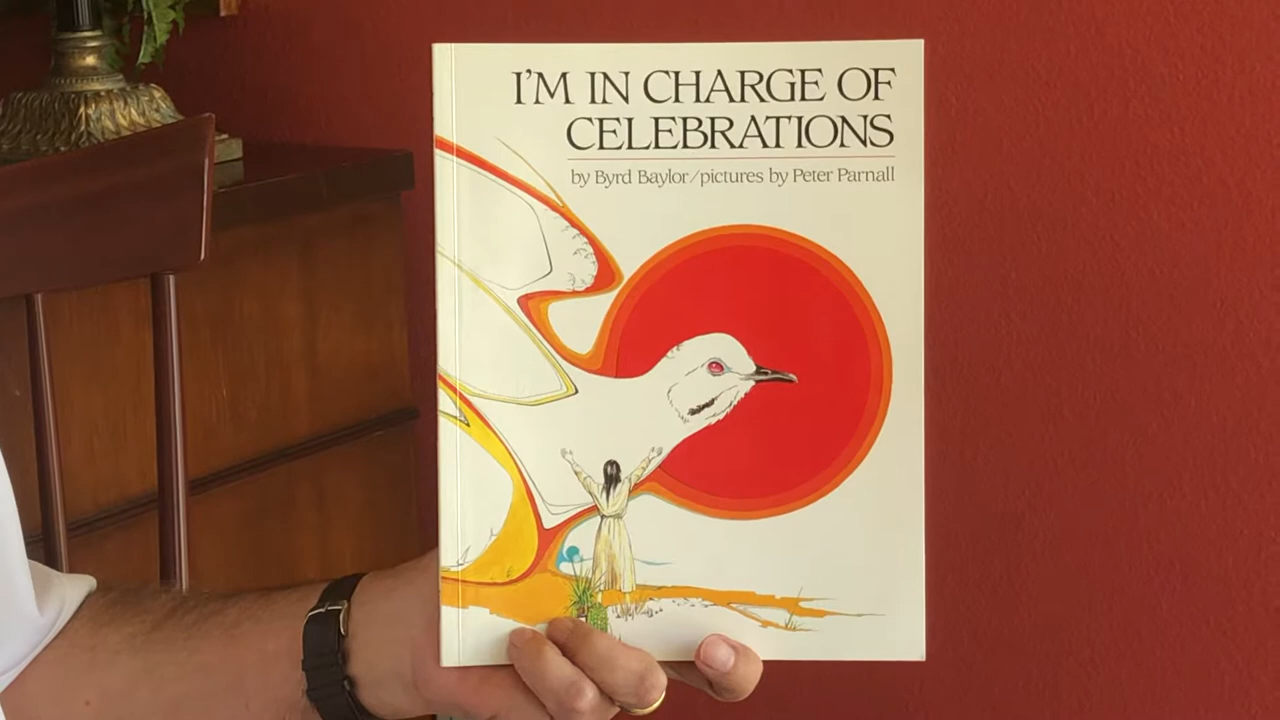 I'M IN CHARGE OF
CELEBRATIONS
by Byrd Baylor/pictures by Peter Parnall